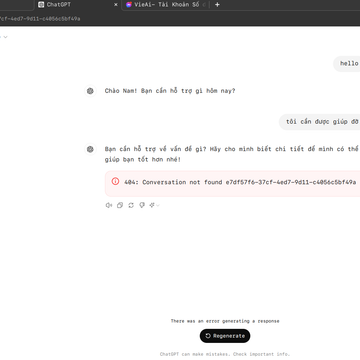 ChatGPT
VieAi– Tài Khoản Số
7cf-4ed7-9d11-c4056c5bf49a
hello
Chào Nam! Bạn cần hỗ trợ gì hôm nay?
tôi cần được giúp đỡ
Bạn cần hỗ trợ về vấn đề gì? Hãy cho mình biết chi tiết để mình có thể
giúp bạn tốt hơn nhé!
404: Conversation not found e7df57f6-37cf-4ed7-9d11-c4056c5bf49a
There was an error generating a response
Regenerate
ChatGPT can make mistakes. Check important info.